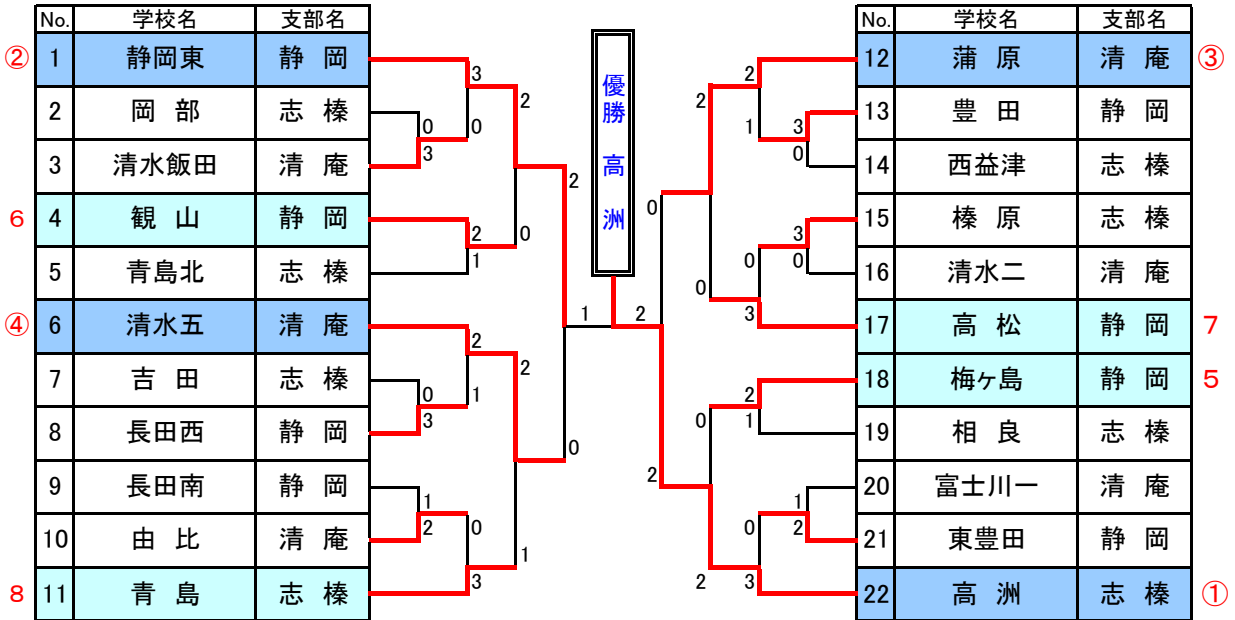 No. 学校名 支部名
② 1 静岡東 静 岡
2 岡 部 志 榛
3 清水飯田 清 庵
6 4 観 山 静 岡
5 青島北 志 榛
④ 6 清水五 清 庵
7 吉 田 志 榛
8 長田西 静 岡
9 長田南 静 岡
10 由 比 清 庵
8 11 青 島 志 榛
3
2
0
0
3
2
2
0
1
2
2
0
1
3
0
1
2
0
1
3
1
優勝 高 洲
2
2
2
1
3
0
0
3
0
0
0
3
2
0
2
1
1
0
2
2
3
No. 学校名 支部名
12 蒲 原 清 庵 ③
13 豊 田 静 岡
14 西益津 志 榛
15 榛 原 志 榛
16 清水二 清 庵
17 高 松 静 岡 7
18 梅ヶ島 静 岡 5
19 相 良 志 榛
20 富士川一 清 庵
21 東豊田 静 岡
22 高 洲 志 榛 ①